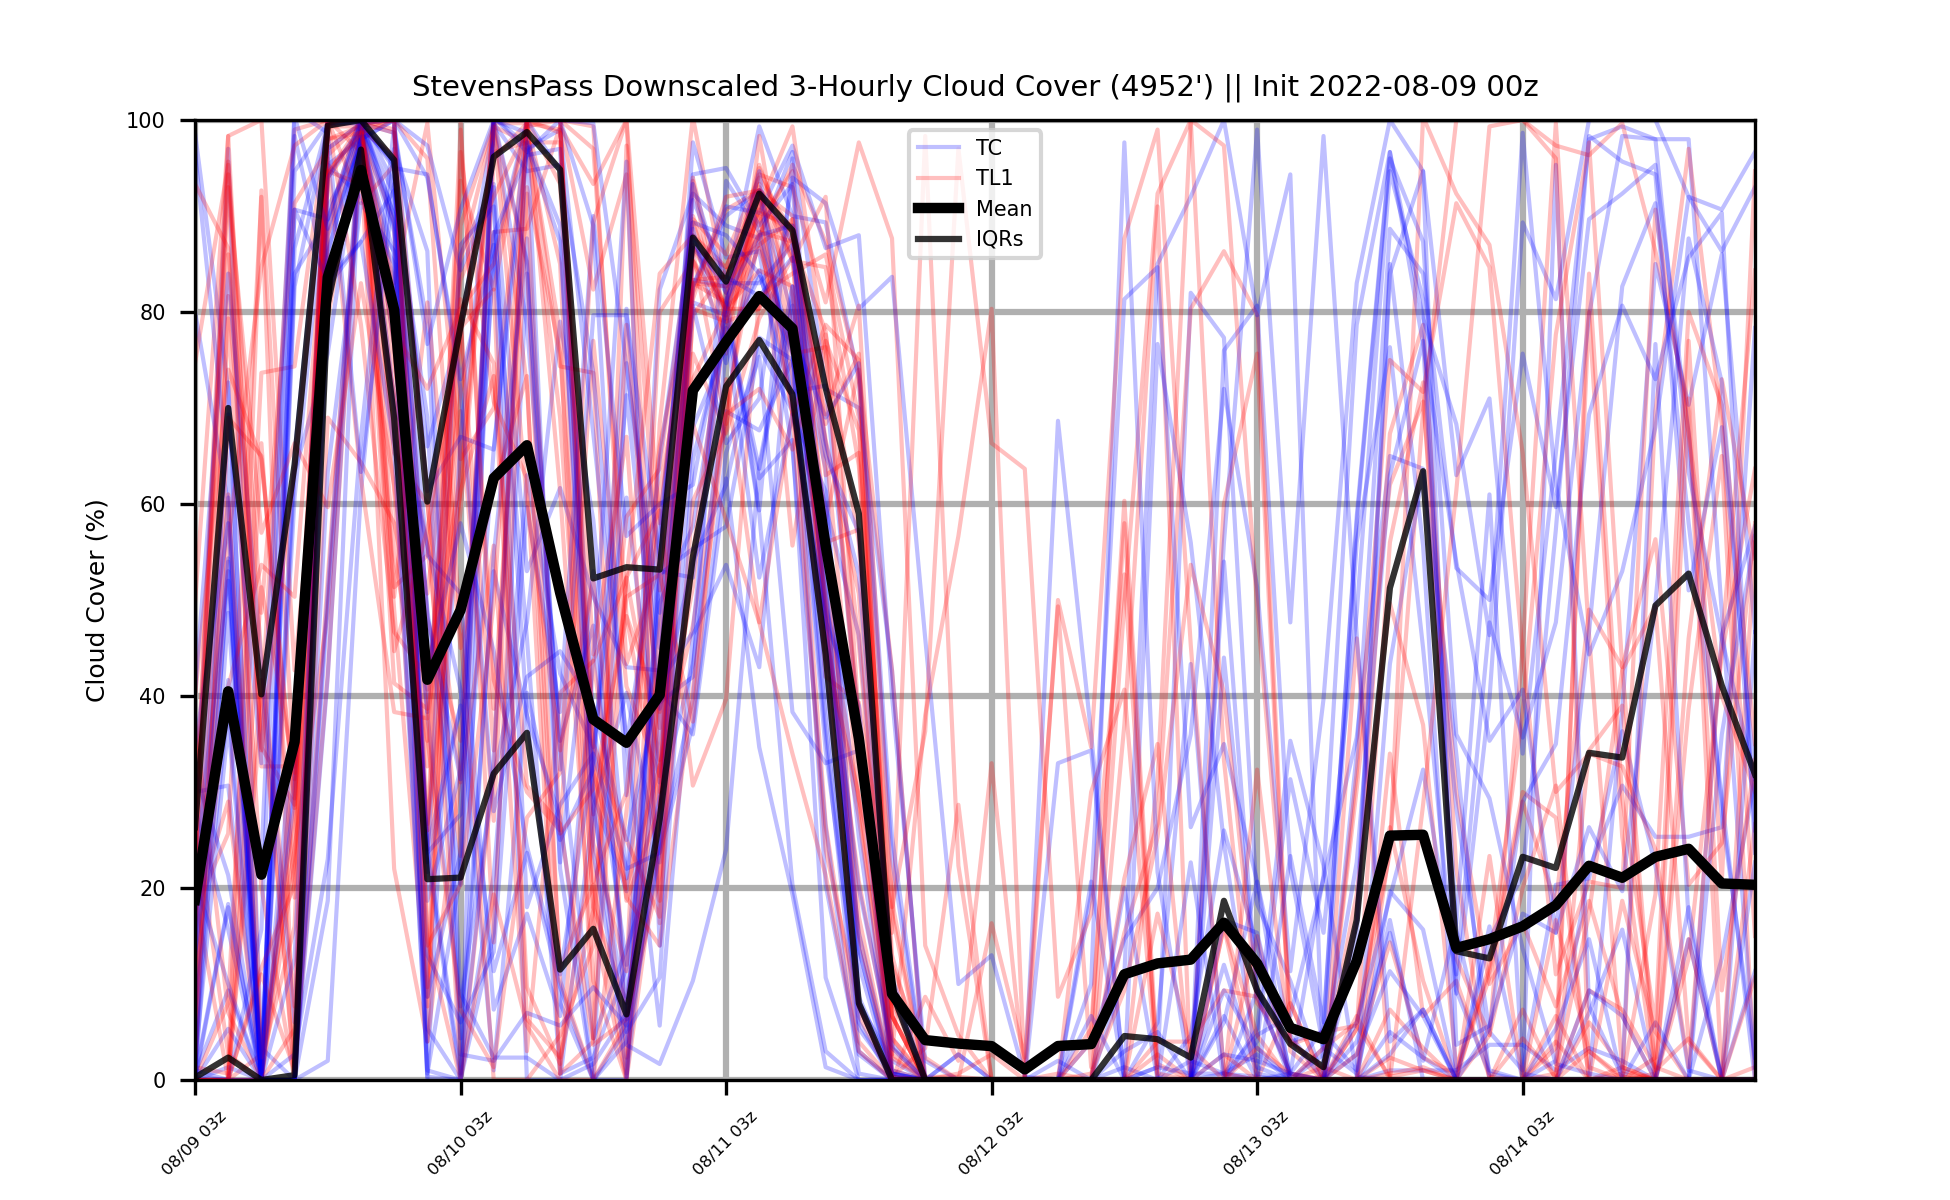 StevensPass Downscaled 3-Hourly Cloud Cover (4952') || Init 2022-08-09 00z
TC
TL1
Mean
IQRs
Cloud Cover (%)
100
80
60
40
20
0
08/09 03z
08/10 03z
08/11 03z
08/12 03z
08/13 03z
08/14 03z